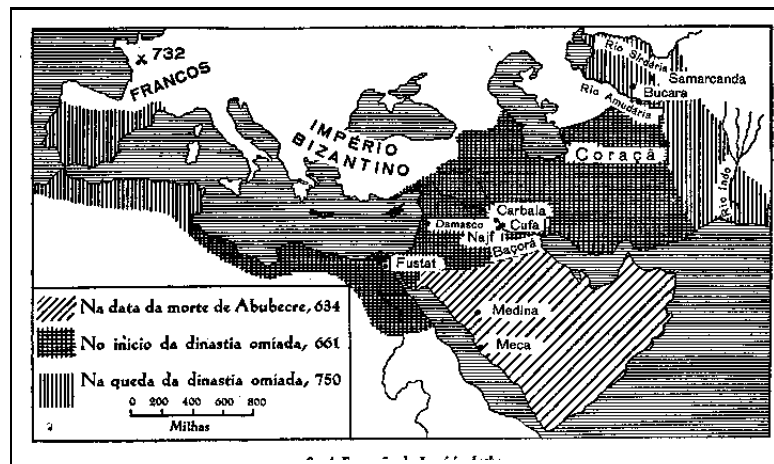 x 732
FRANCOS
IMPÉRIO
BIZANTINO
Rio Sirdária
Samarcanda
Bucara
Rio Amudária
Coraçã
Rio Indo
Carbala
Damasco
Cufa
Najf
Baçorá
Fustat
Medina
Meca
Na data da morte de Abubecre, 634
No início da dinastia omíada, 661
Na queda da dinastia omíada, 750
0 200 400 600 800
Milhas